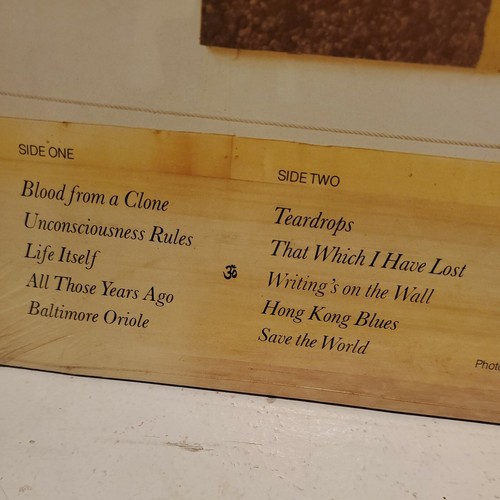 SIDE ONE
Blood from a Clone
Unconsciousness Rules
Life Itself
All Those Years Ago
Baltimore Oriole
ॐ
SIDE TWO
Teardrops
That Which I Have Lost
Writing's on the Wall
Hong Kong Blues
Save the World